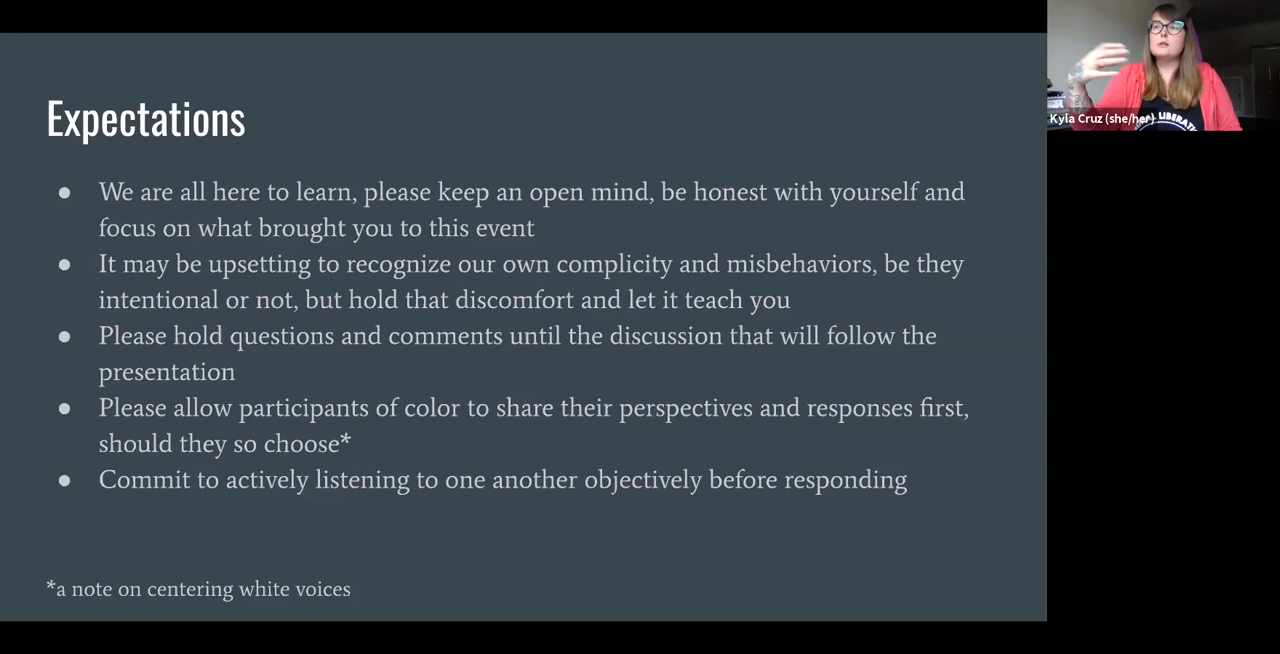 Expectations
● We are all here to learn, please keep an open mind, be honest with yourself and
focus on what brought you to this event
● It may be upsetting to recognize our own complicity and misbehaviors, be they
intentional or not, but hold that discomfort and let it teach you
● Please hold questions and comments until the discussion that will follow the
presentation
● Please allow participants of color to share their perspectives and responses first,
should they so choose*
● Commit to actively listening to one another objectively before responding
*a note on centering white voices
Kyla Cruz (she/her)